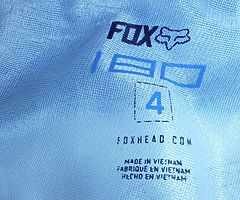 FOX
180
4
FOXHEAD.COM
MADE IN VIETNAM
FABRIQUÉ EN VIETNAM
HECHO EN VIETNAM